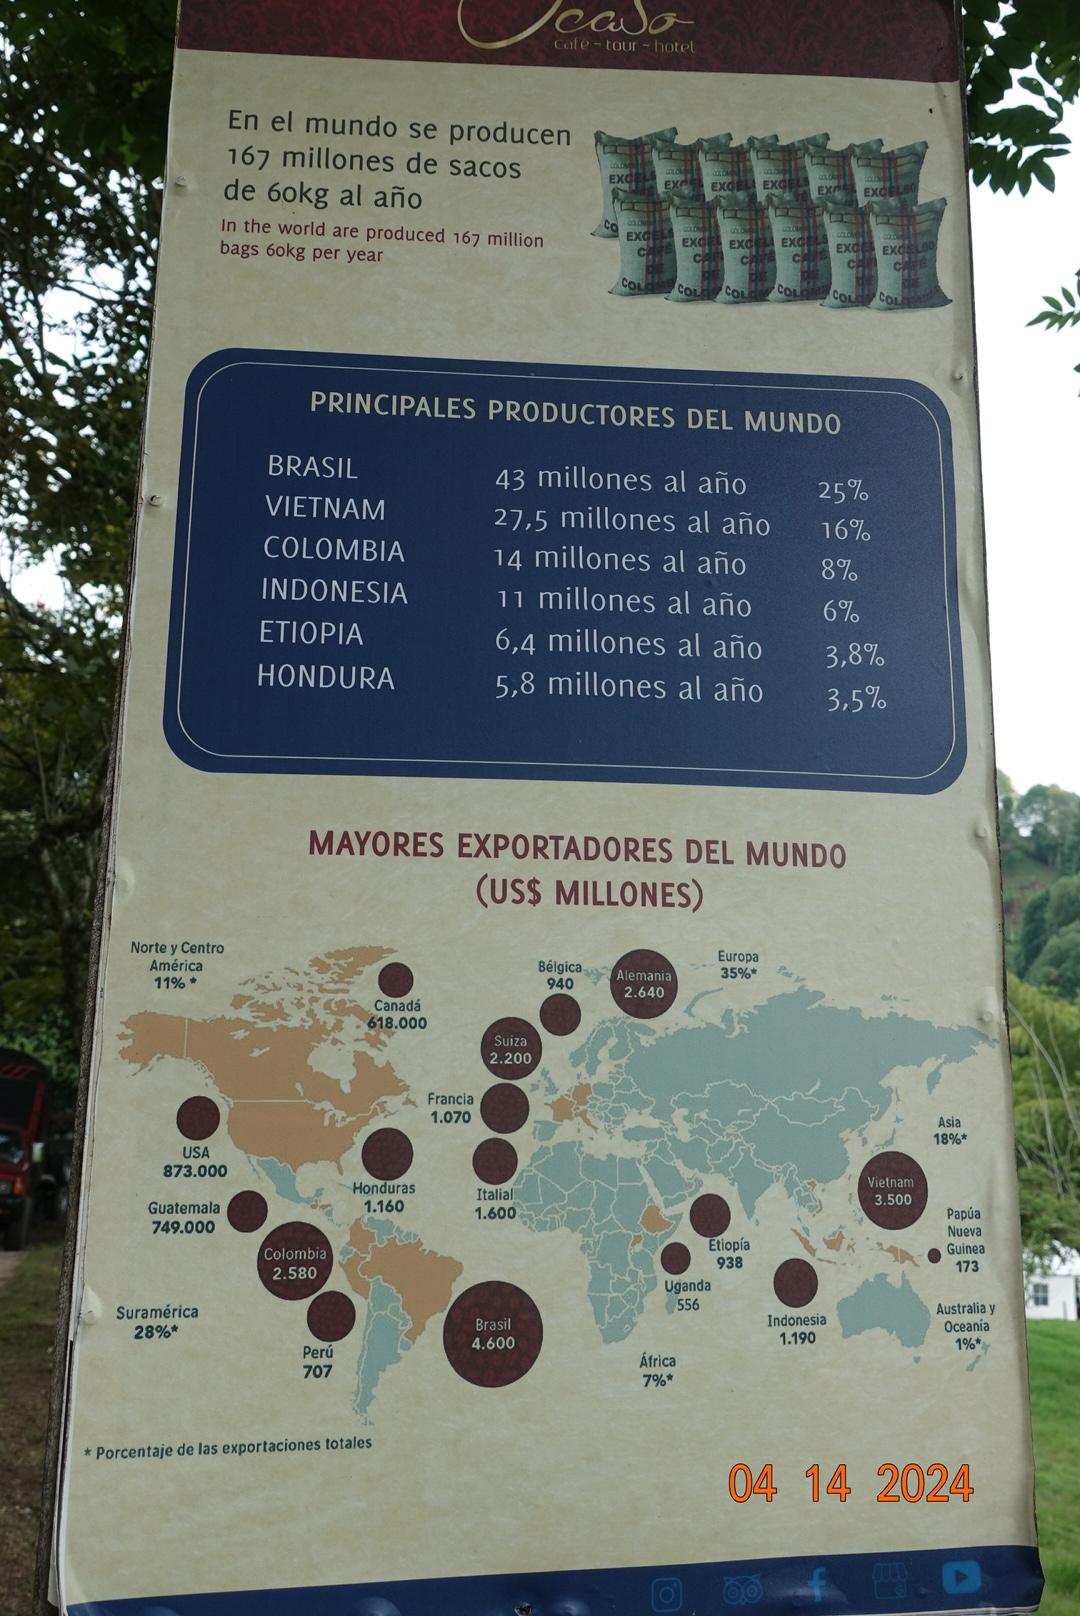 Ocaso
café - tour - hotel
En el mundo se producen
167 millones de sacos
de 60kg al año
In the world are produced 167 million
bags 60kg per year
PRINCIPALES PRODUCTORES DEL MUNDO
BRASIL 43 millones al año 25%
VIETNAM 27,5 millones al año 16%
COLOMBIA 14 millones al año 8%
INDONESIA 11 millones al año 6%
ETIOPIA 6,4 millones al año 3,8%
HONDURA 5,8 millones al año 3,5%
MAYORES EXPORTADORES DEL MUNDO
(US$ MILLONES)
Norte y Centro
América
11% *
Canadá
618.000
Bélgica
940
Alemania
2.640
Europa
35%*
Suiza
2.200
Francia
1.070
USA
873.000
Honduras
1.160
Italial
1.600
Asia
18%*
Vietnam
3.500
Guatemala
749.000
Colombia
2.580
Etiopía
938
Uganda
556
Papúa
Nueva
Guinea
173
Indonesia
1.190
Suramérica
28%*
Perú
707
Brasil
4.600
África
7%*
Australia y
Oceanía
1%*
* Porcentaje de las exportaciones totales
04 14 2024